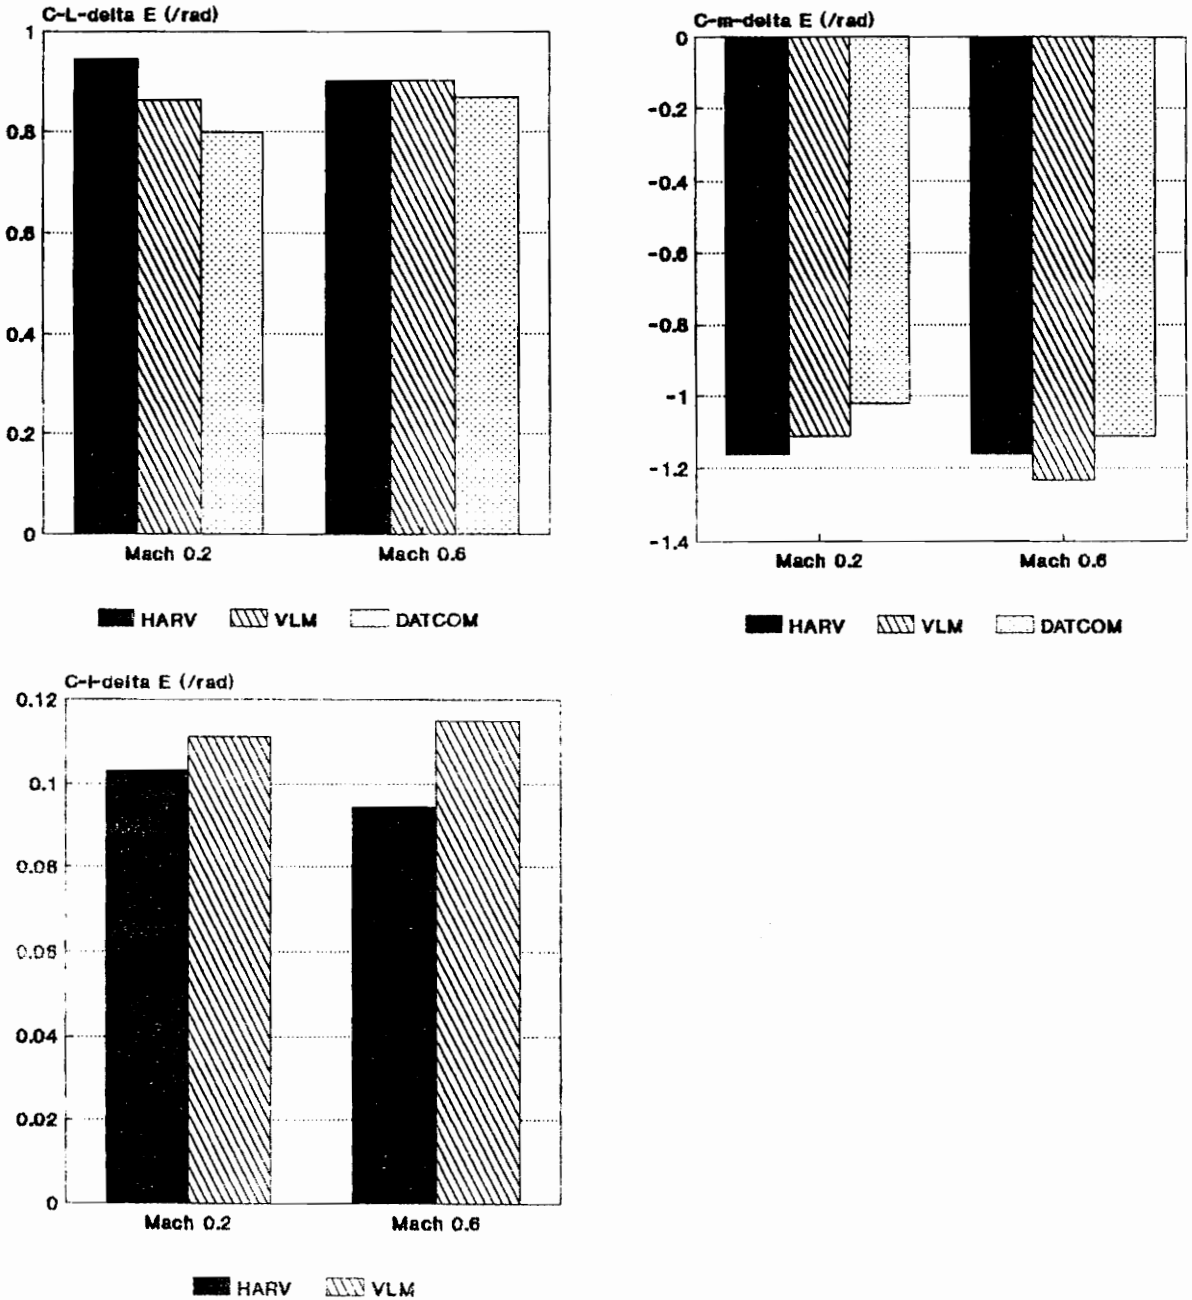 C-L-delta E (/rad)
1
0.8
0.6
0.4
0.2
0
Mach 0.2 Mach 0.6
HARV VLM DATCOM
C-m-delta E (/rad)
0
-0.2
-0.4
-0.6
-0.8
-1
-1.2
-1.4
Mach 0.2 Mach 0.6
HARV VLM DATCOM
C-l-delta E (/rad)
0.12
0.1
0.08
0.06
0.04
0.02
0
Mach 0.2 Mach 0.6
HARV VLM